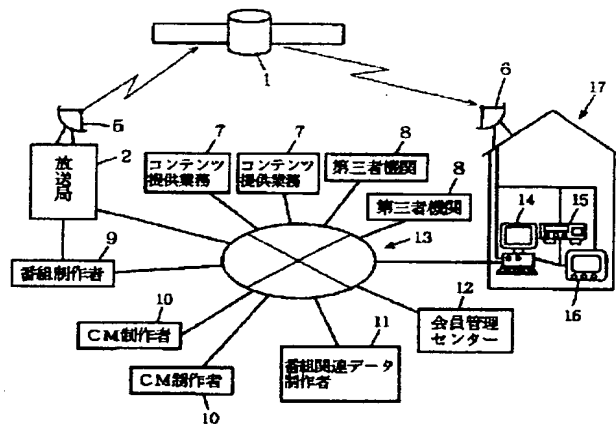 1
5
6
17
2
放送局
7
7
8
コンテンツ
提供業務
コンテンツ
提供業務
第三者機関
8
第三者機関
14
15
13
16
9
番組制作者
10
CM制作者
CM制作者
10
11
番組関連データ
制作者
12
会員管理
センター